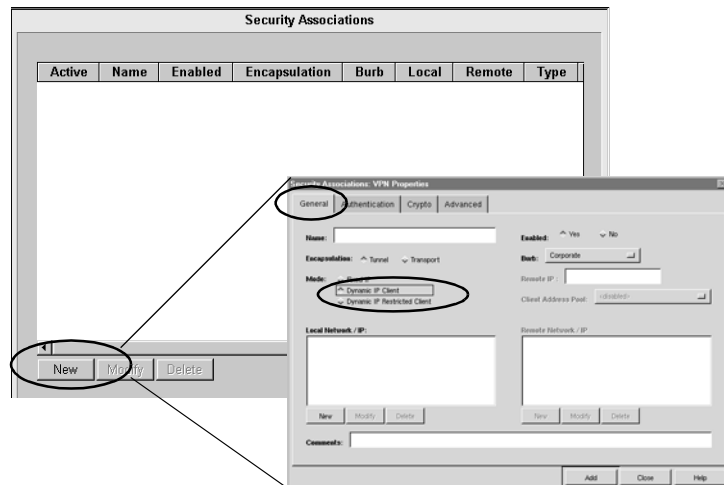 Security Associations
Active Name Enabled Encapsulation Burb Local Remote Type
New Modify Delete
Security Associations: VPN Properties
General Authentication Crypto Advanced
Name:
Enabled: Yes No
Encapsulation: Tunnel Transport
Burb: Corporate
Mode:
Remote IP :
Dynamic IP Client
Client Address Pool: <disabled>
Dynamic IP Restricted Client
Local Network / IP:
Remote Network / IP
New Modify Delete
New Modify Delete
Comments:
Add Close Help